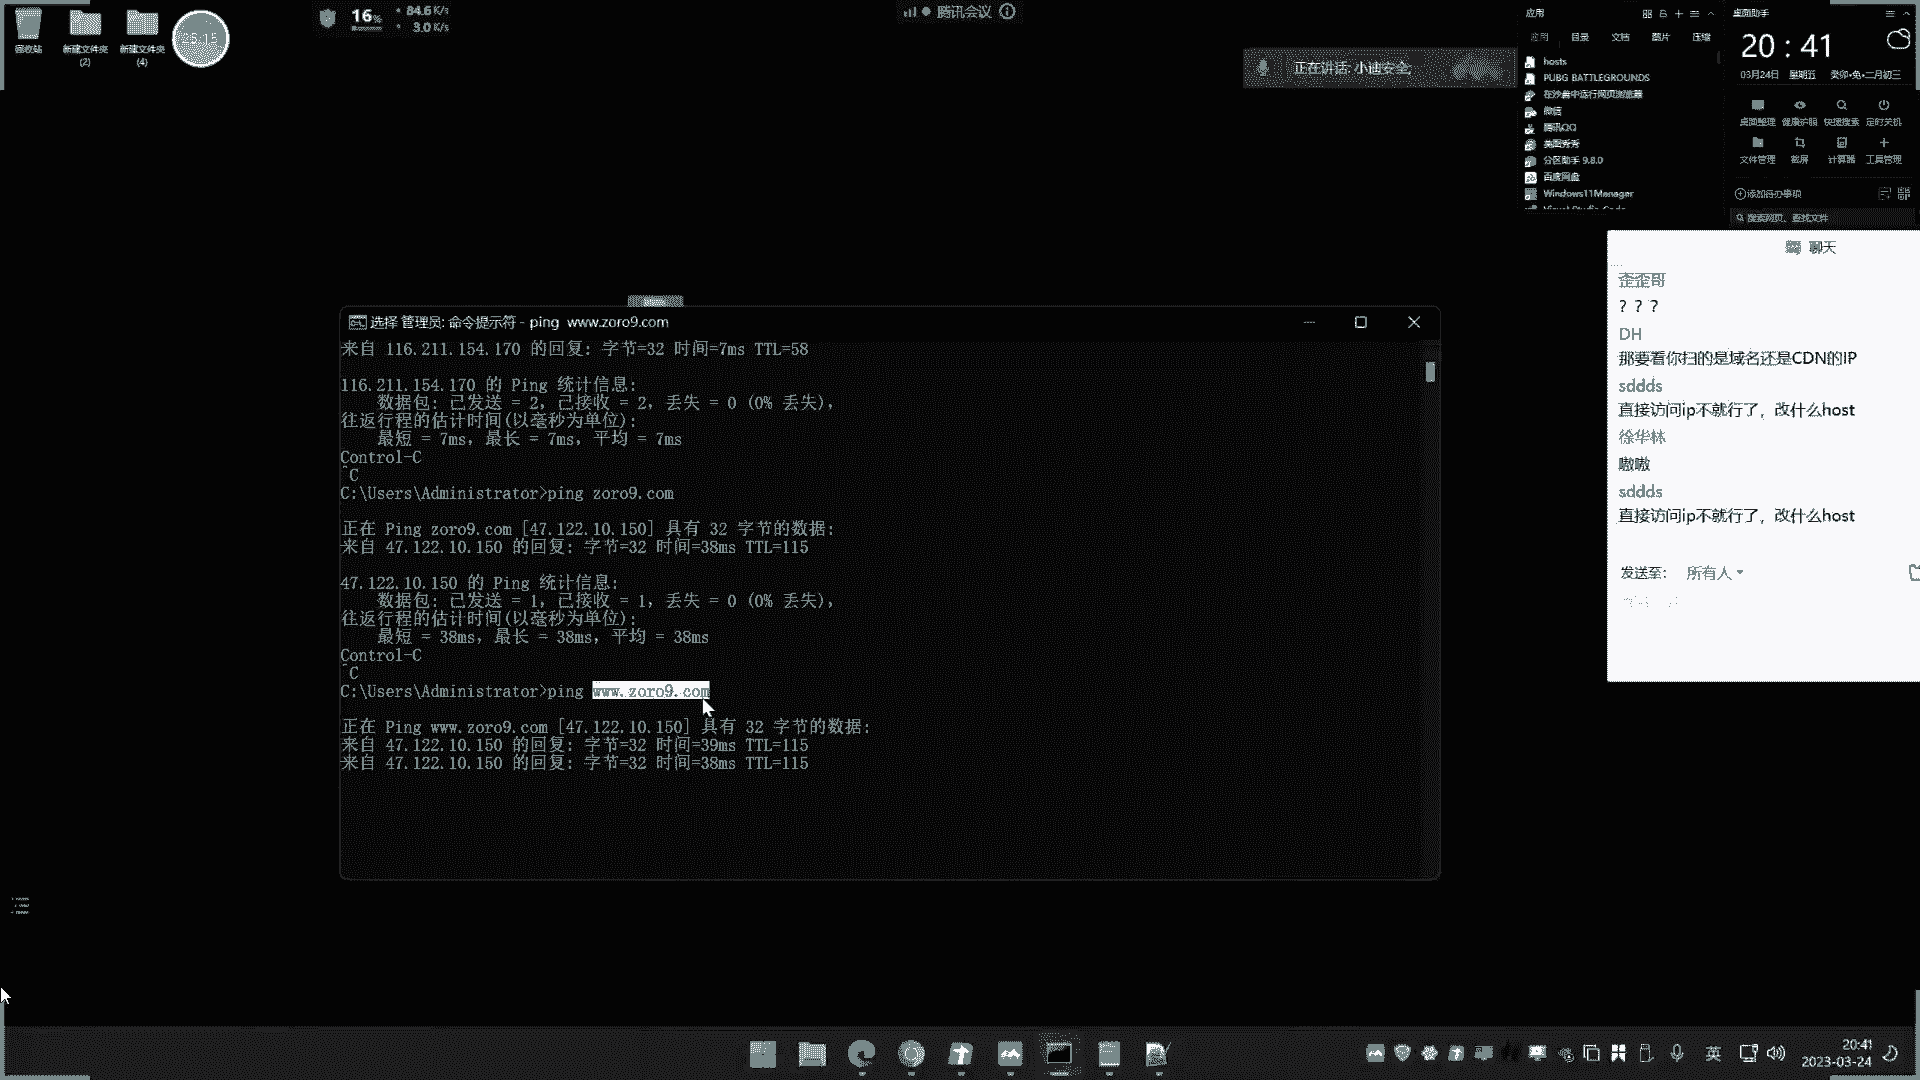 回收站
新建文件夹
(2)
新建文件夹
(4)
25:15
16%
84.6 K/s
3.0 K/s
腾讯会议
正在讲话: 小迪安全;
应用
应用 目录 文档 图片 压缩
hosts
PUBG BATTLEGROUNDS
在沙盒中运行网页浏览器
微信
腾讯QQ
美图秀秀
分区助手 9.8.0
百度网盘
Windows11Manager
Visual Studio Code
桌面助手
20 : 41
03月24日 星期五 癸卯·兔·二月初三
桌面整理 健康护眼 快捷搜索 定时关机
文件管理 截屏 计算器 工具管理
添加待办事项
搜索网页、查找文件
选择 管理员: 命令提示符 - ping  www.zoro9.com
来自 116.211.154.170 的回复: 字节=32 时间=7ms TTL=58
116.211.154.170 的 Ping 统计信息:
数据包: 已发送 = 2，已接收 = 2，丢失 = 0 (0% 丢失)，
往返行程的估计时间(以毫秒为单位):
最短 = 7ms，最长 = 7ms，平均 = 7ms
Control-C
^C
C:\Users\Administrator>ping zoro9.com
正在 Ping zoro9.com [47.122.10.150] 具有 32 字节的数据:
来自 47.122.10.150 的回复: 字节=32 时间=38ms TTL=115
47.122.10.150 的 Ping 统计信息:
数据包: 已发送 = 1，已接收 = 1，丢失 = 0 (0% 丢失)，
往返行程的估计时间(以毫秒为单位):
最短 = 38ms，最长 = 38ms，平均 = 38ms
Control-C
^C
C:\Users\Administrator>ping www.zoro9.com
正在 Ping www.zoro9.com [47.122.10.150] 具有 32 字节的数据:
来自 47.122.10.150 的回复: 字节=32 时间=39ms TTL=115
来自 47.122.10.150 的回复: 字节=32 时间=38ms TTL=115
聊天
歪歪哥
? ? ?
DH
那要看你扫的是域名还是CDN的IP
sddds
直接访问ip不就行了，改什么host
徐华林
嗷嗷
sddds
直接访问ip不就行了，改什么host
发送至: 所有人
英
20:41
2023-03-24